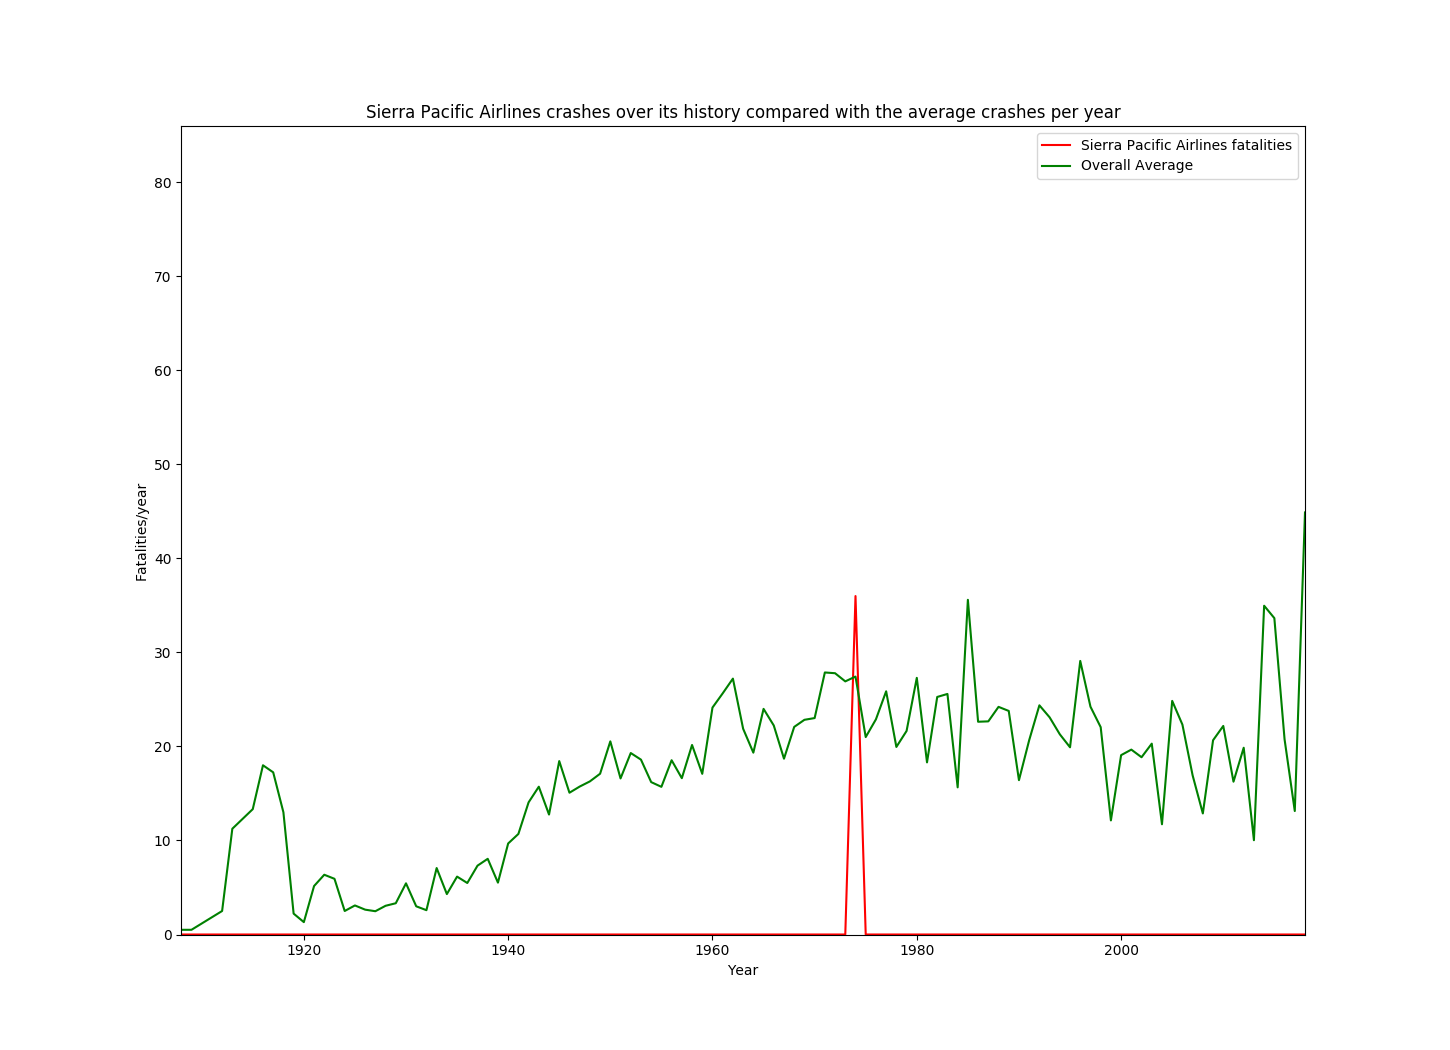 Sierra Pacific Airlines crashes over its history compared with the average crashes per year
Sierra Pacific Airlines fatalities
Overall Average
80
70
60
50
40
30
20
10
0
Fatalities/year
1920 1940 1960 1980 2000
Year